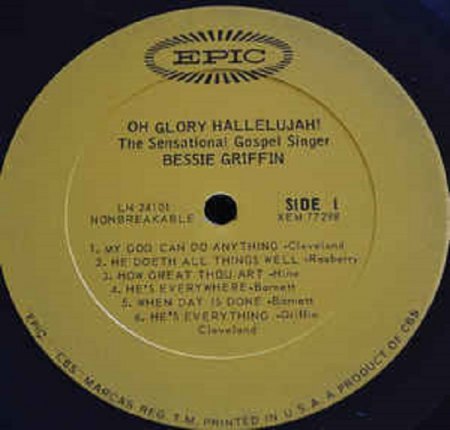 EPIC
OH GLORY HALLELUJAH!
The Sensational Gospel Singer
BESSIE GRIFFIN
LN 24101
NONBREAKABLE
SIDE 1
XEM 77298
1. MY GOD CAN DO ANYTHING -Cleveland
2. HE DOETH ALL THINGS WELL -Rasberry
3. HOW GREAT THOU ART -Hine
4. HE'S EVERYWHERE -Barnett
5. WHEN DAY IS DONE -Barnett
6. HE'S EVERYTHING -Griffin
Cleveland
EPIC CBS MARCAS REG. T.M. PRINTED IN U.S.A. A PRODUCT OF CBS